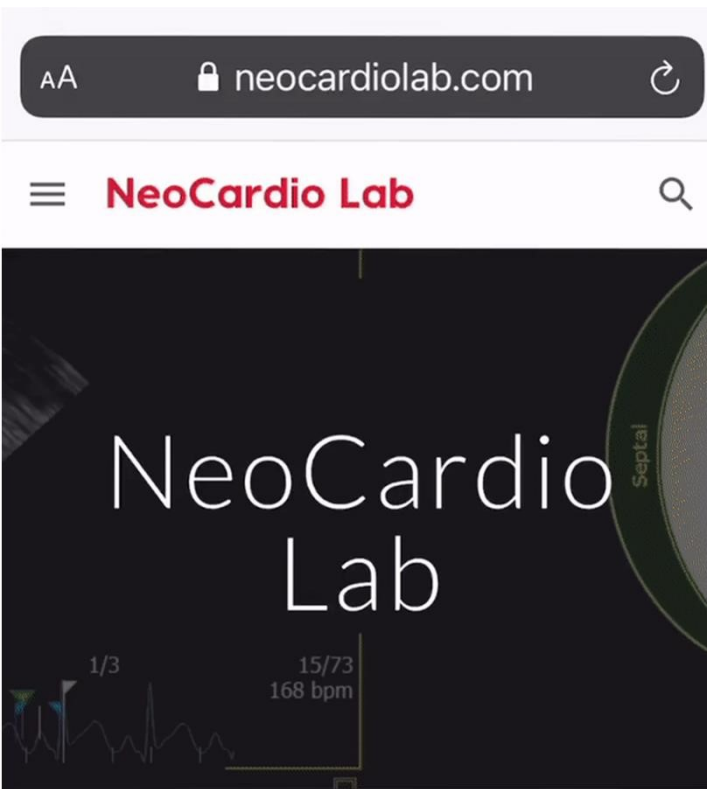 AA neocardiolab.com
NeoCardio Lab
Septal
NeoCardio
Lab
1/3 15/73
168 bpm